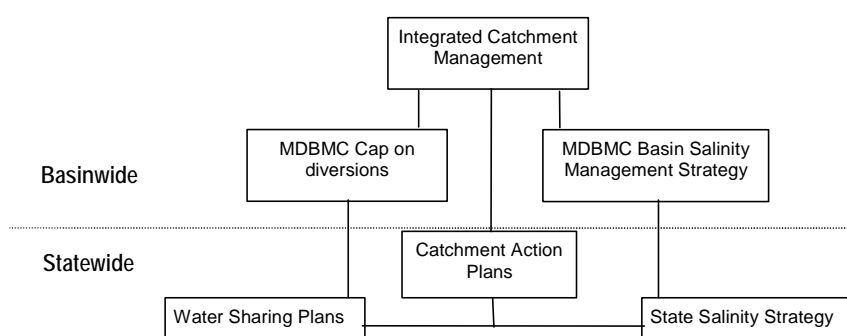 Integrated Catchment
Management
MDBMC Cap on
diversions
MDBMC Basin Salinity
Management Strategy
Basinwide
Statewide
Catchment Action
Plans
Water Sharing Plans
State Salinity Strategy